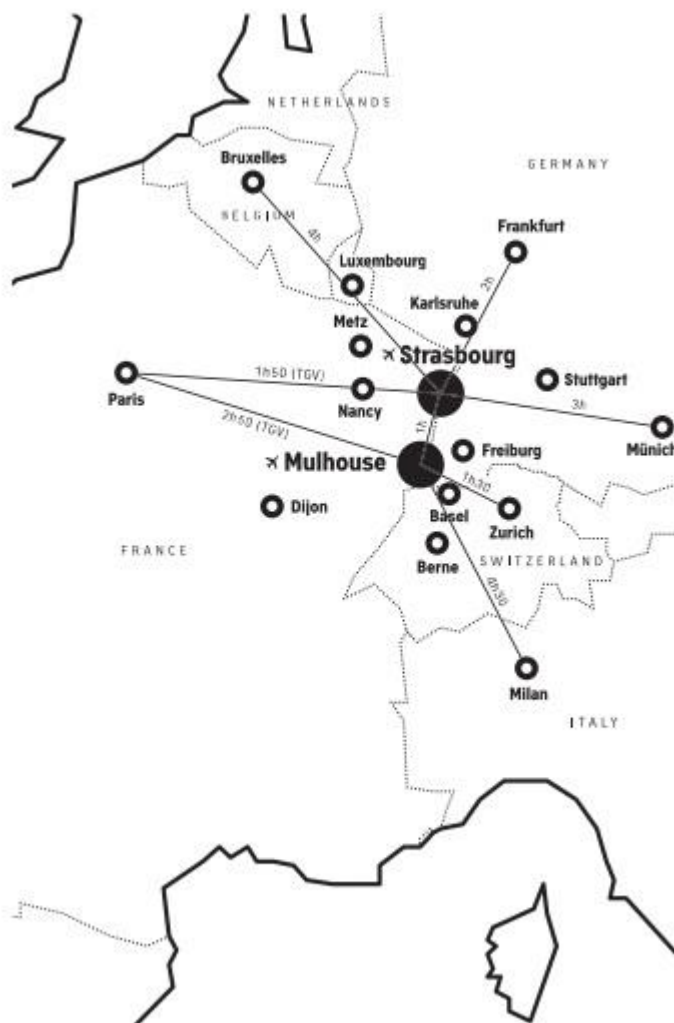 NETHERLANDS
Bruxelles
GERMANY
BELGIUM
4h
Frankfurt
Luxembourg
2h
Karlsruhe
Metz
Strasbourg
1h50 (TGV)
Paris
Nancy
Stuttgart
3h
2h50 (TGV)
1h
Münich
Mulhouse
Freiburg
1h30
Dijon
Basel
Zurich
FRANCE
Berne
SWITZERLAND
4h30
Milan
ITALY